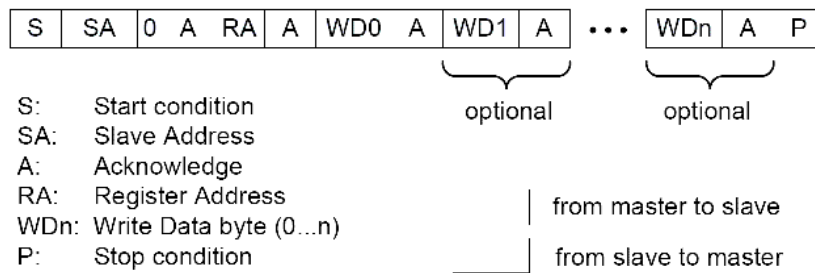 S SA 0 A RA A WD0 A WD1 A ••• WDn A P
optional optional
S: Start condition
SA: Slave Address
A: Acknowledge
RA: Register Address
WDn: Write Data byte (0...n)
P: Stop condition
from master to slave
from slave to master